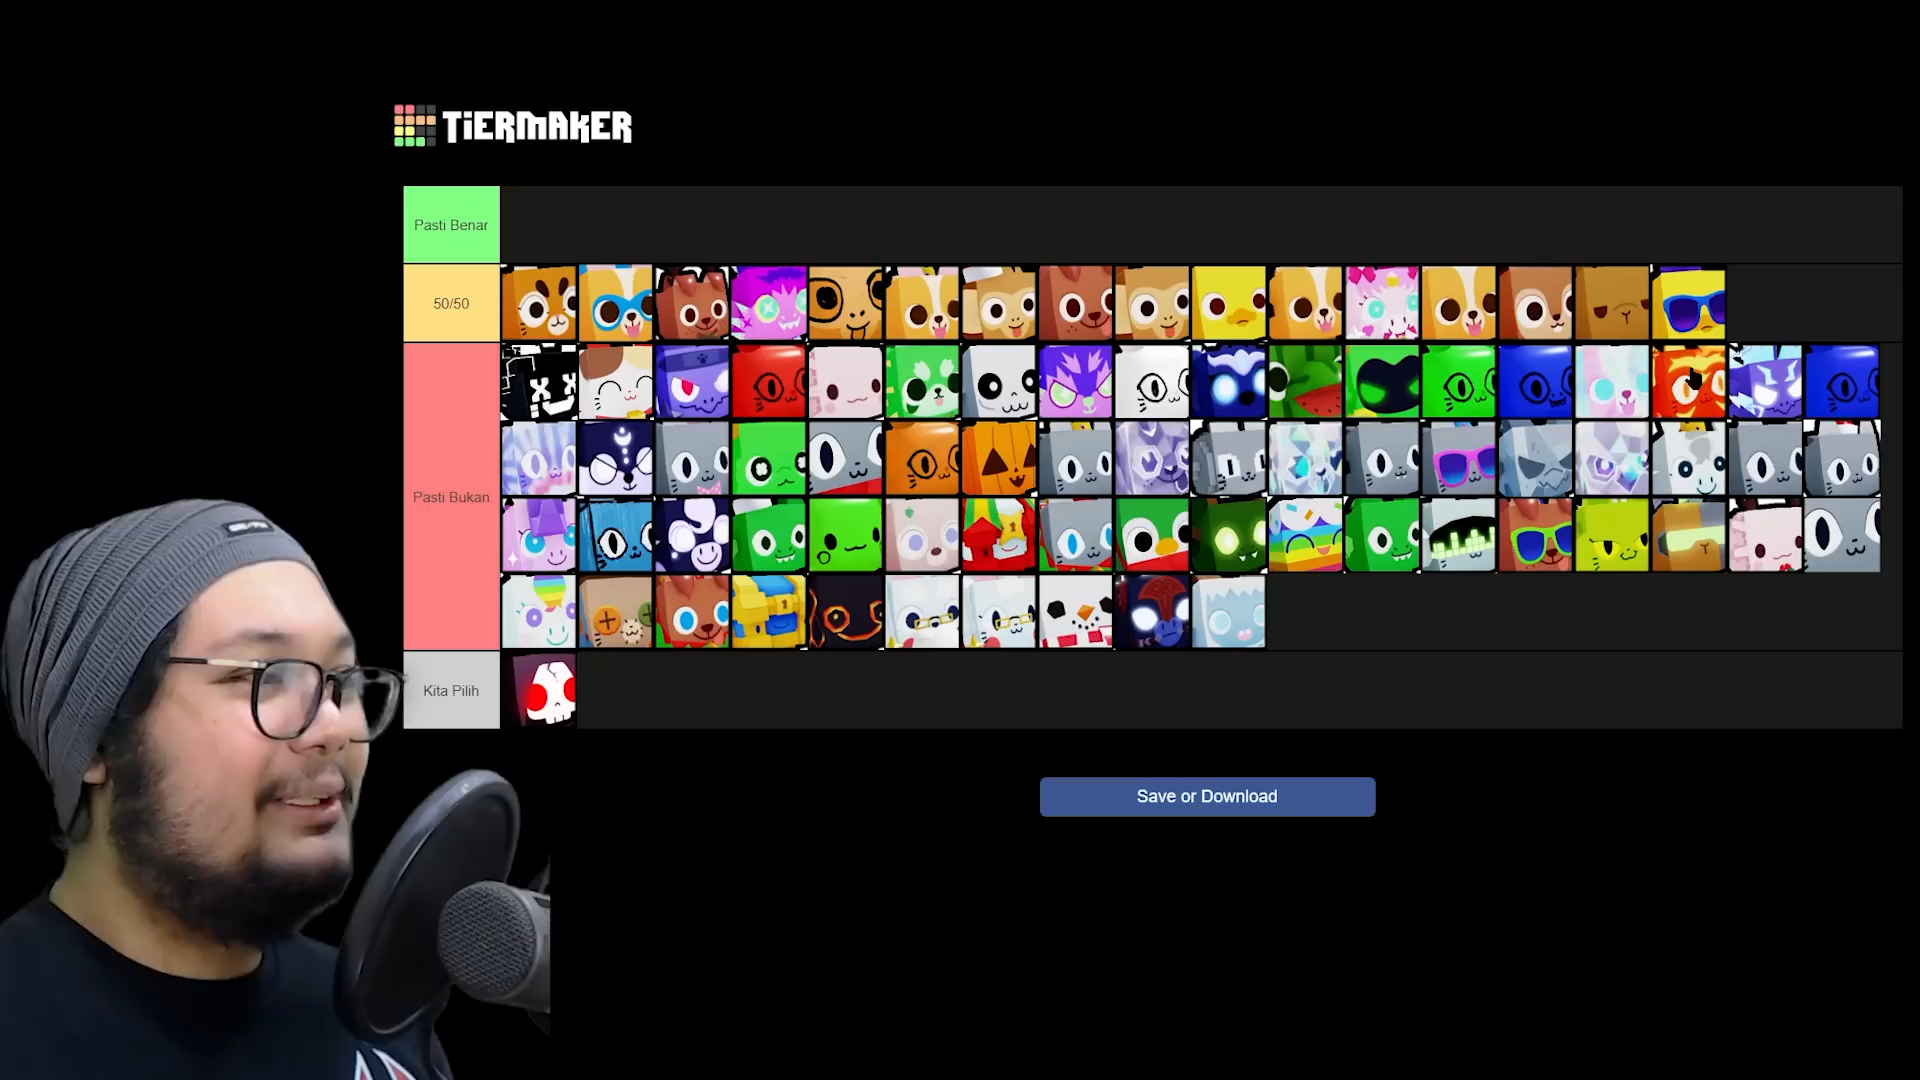 TiERMAKER
Pasti Benar
50/50
Pasti Bukan
Kita Pilih
Save or Download